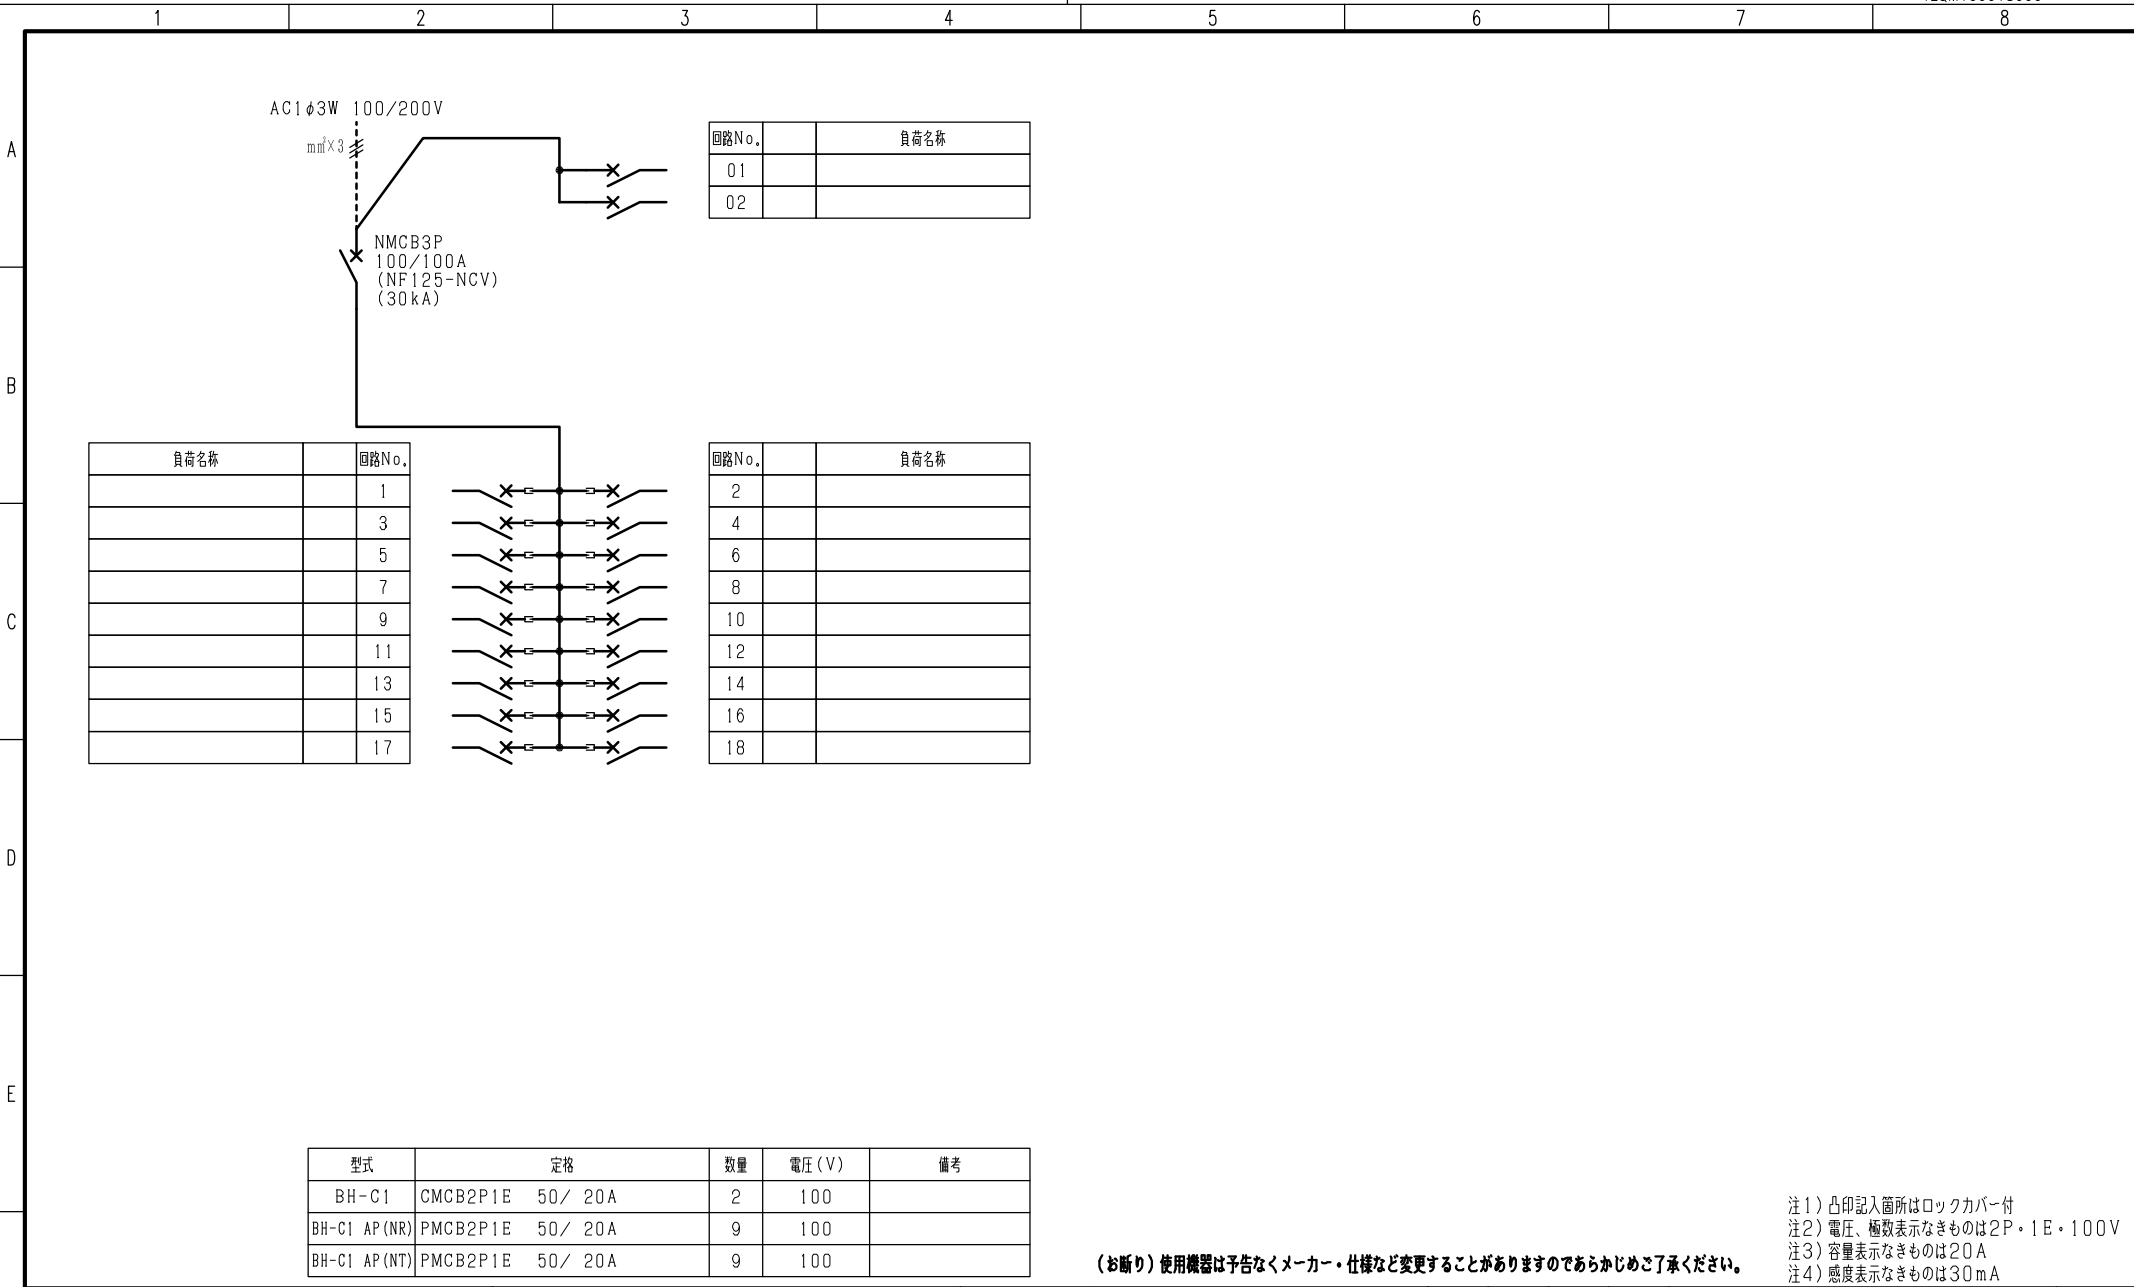 1 2 3 4 5 6 7 8
A
B
C
D
E
AC1φ3W 100/200V
mm²×3
NMCB3P
100/100A
(NF125-NCV)
(30kA)
回路No. 負荷名称
01
02
負荷名称 回路No.
1
3
5
7
9
11
13
15
17
回路No. 負荷名称
2
4
6
8
10
12
14
16
18
型式 定格 数量 電圧(V) 備考
BH-C1 CMCB2P1E 50/ 20A 2 100
BH-C1 AP(NR) PMCB2P1E 50/ 20A 9 100
BH-C1 AP(NT) PMCB2P1E 50/ 20A 9 100
(お断り)使用機器は予告なくメーカー・仕様など変更することがありますのであらかじめご了承ください。
注1)凸印記入箇所はロックカバー付
注2)電圧、極数表示なきものは2P・1E・100V
注3)容量表示なきものは20A
注4)感度表示なきものは30mA